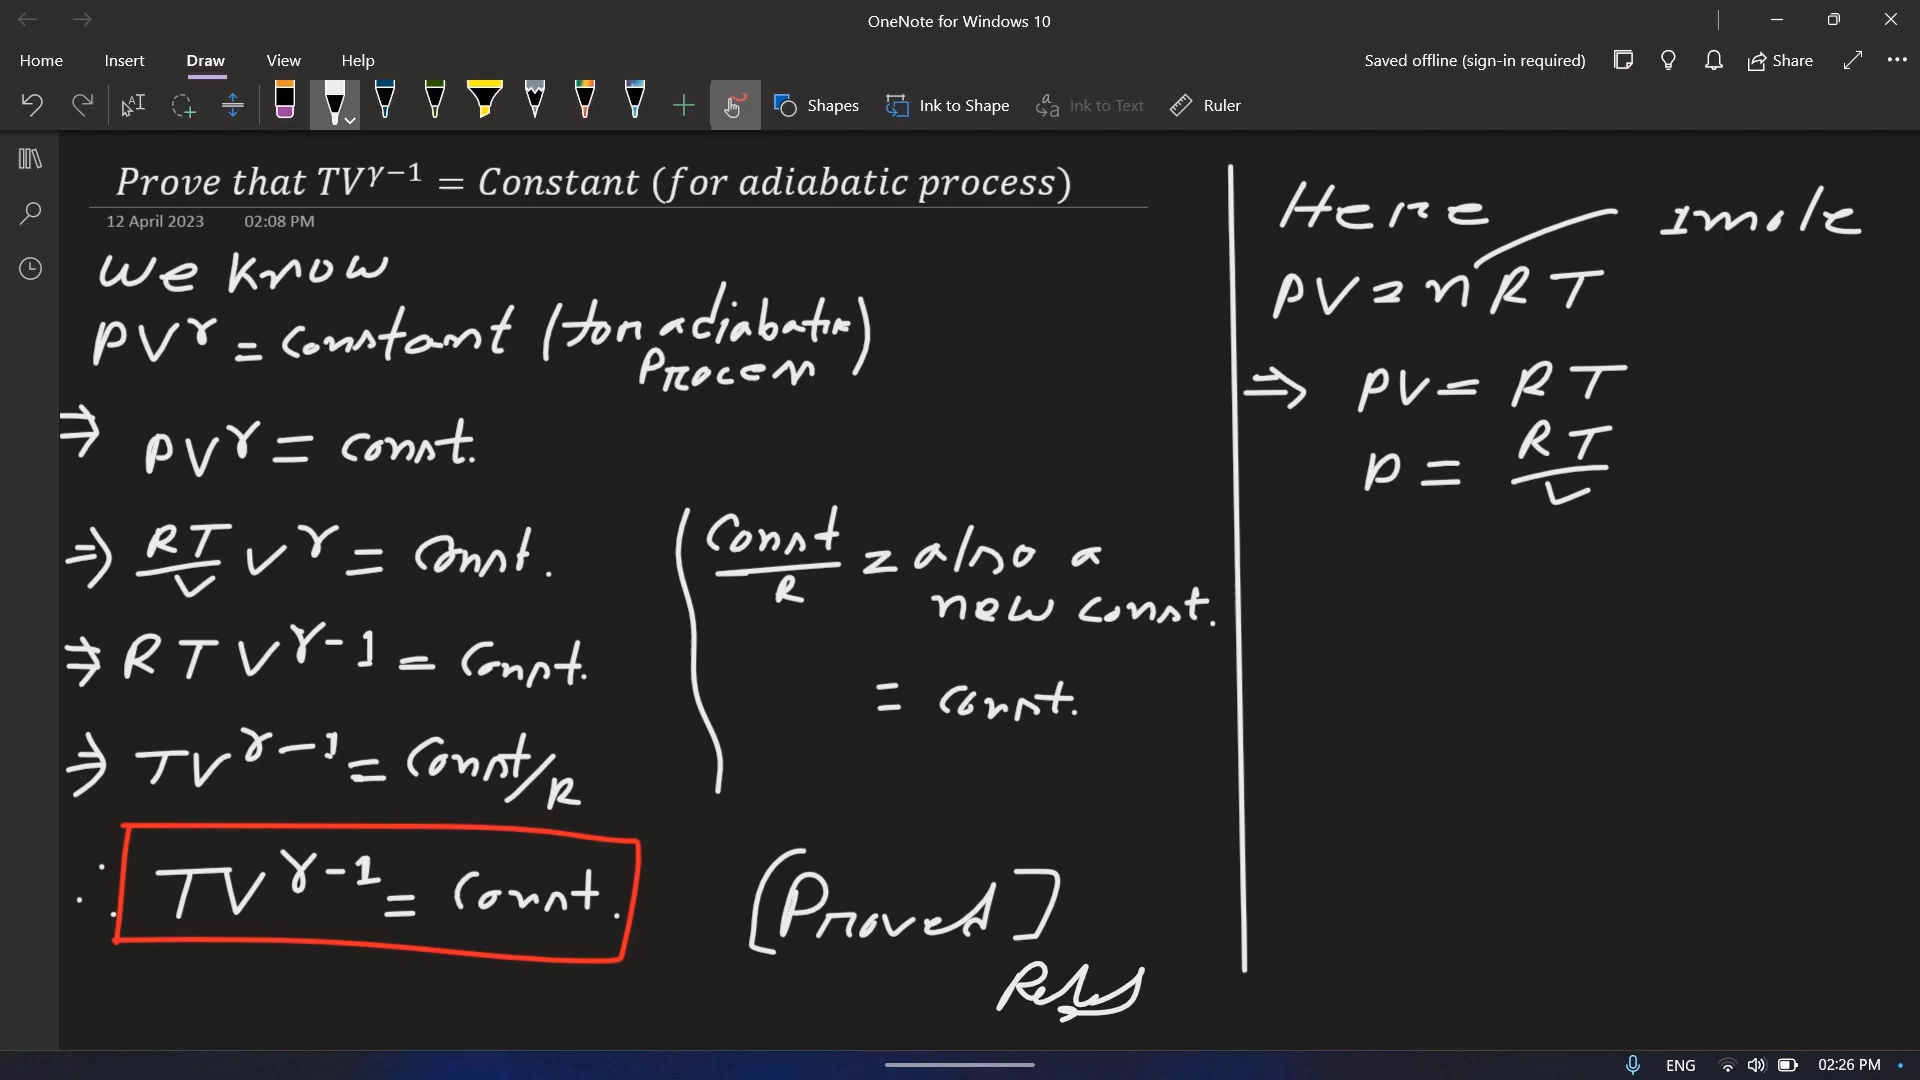 OneNote for Windows 10
Home Insert Draw View Help
Saved offline (sign-in required) Share
Shapes Ink to Shape Ink to Text Ruler
Prove that TV^γ−1 = Constant (for adiabatic process)
12 April 2023 02:08 PM
We know
PV^γ = constant (for adiabatic
Process)
⇒ PV^γ = const.
⇒ RT/V V^γ = const.
⇒ RTV^γ-1 = const.
⇒ TV^γ-1 = const/R
∴ TV^γ-1 = const.
const/R = also a
new const.
= const.
[Proved]
Here 1mole
PV = nRT
⇒ PV = RT
P = RT/V
ENG 02:26 PM